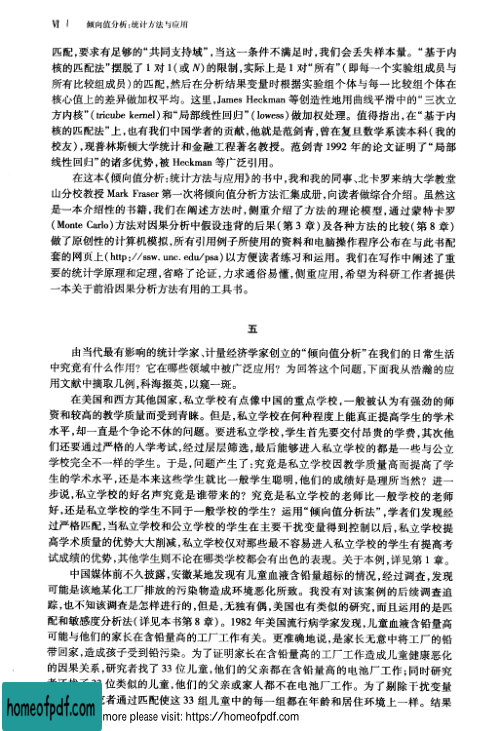 Ⅵ | 倾向值分析:统计方法与应用
匹配,要求有足够的“共同支持域”,当这一条件不满足时,我们会丢失样本量。“基于内
核的匹配法”摆脱了1对1(或N)的限制,实际上是1对“所有”(即每一个实验组成员与
所有比较组成员)的匹配,然后在分析结果变量时根据实验组个体与每一比较组个体在
核心值上的差异做加权平均。这里,James Heckman 等创造性地用曲线平滑中的“三次立
方内核”(tricube kernel)和“局部线性回归”(lowess)做加权处理。值得指出,在“基于内
核的匹配法”上,也有我们中国学者的贡献,他就是范剑青,曾在复旦数学系读本科(我的
校友),现普林斯顿大学统计和金融工程著名教授。范剑青1992年的论文证明了“局部
线性回归”的诸多优势,被 Heckman 等广泛引用。
在这本《倾向值分析:统计方法与应用》的书中,我和我的同事、北卡罗来纳大学教堂
山分校教授 Mark Fraser 第一次将倾向值分析方法汇集成册,向读者做综合介绍。虽然这
是一本介绍性的书籍,我们在阐述方法时,侧重介绍了方法的理论模型,通过蒙特卡罗
(Monte Carlo)方法对因果分析中假设违背的后果(第3章)及各种方法的比较(第8章)
做了原创性的计算机模拟,所有引用例子所使用的资料和电脑操作程序公布在与此书配
套的网页上(http://ssw.unc.edu/psa)以方便读者练习和运用。我们在写作中阐述了重
要的统计学原理和定理,省略了论证,力求通俗易懂,侧重应用,希望为科研工作者提供
一本关于前沿因果分析方法有用的工具书。
五
由当代最有影响的统计学家、计量经济学家创立的“倾向值分析”在我们的日常生活
中究竟有什么作用?它在哪些领域中被广泛应用?为回答这个问题,下面我从浩瀚的应
用文献中摘取几例,科海撷英,以窥一斑。
在美国和西方其他国家,私立学校有点像中国的重点学校,一般被认为有强劲的师
资和较高的教学质量而受到青睐。但是,私立学校在何种程度上能真正提高学生的学术
水平,却一直是个争论不休的问题。要进私立学校,学生首先要交付昂贵的学费,其次他
们还要通过严格的入学考试,经过层层筛选,最后能够进入私立学校的都是一些与公立
学校完全不一样的学生。于是,问题产生了:究竟是私立学校因教学质量高而提高了学
生的学术水平,还是本来这些学生就比一般学生聪明,他们的成绩好是理所当然?进一
步说,私立学校的好名声究竟是谁带来的?究竟是私立学校的老师比一般学校的老师
好,还是私立学校的学生不同于一般学校的学生?运用“倾向值分析法”,学者们发现经
过严格匹配,当私立学校和公立学校的学生在主要干扰变量得到控制以后,私立学校提
高学术质量的优势大大削减,私立学校仅对那些最不容易进入私立学校的学生有提高考
试成绩的优势,其他学生则不论在哪类学校都会有出色的表现。关于本例,详见第1章。
中国媒体前不久披露,安徽某地发现有儿童血液含铅量超标的情况,经过调查,发现
可能是该地某化工厂排放的污染物造成环境恶化所致。我没有对该案例的后续调查追
踪,也不知该调查是怎样进行的,但是,无独有偶,美国也有类似的研究,而且运用的是匹
配和敏感度分析法(详见本书第8章)。1982年美国流行病学家发现,儿童血液含铅量高
可能与他们的家长在含铅量高的工厂工作有关。更准确地说,是家长无意中将工厂的铅
带回家,造成孩子受到铅污染。为了证明家长在含铅量高的工厂工作造成儿童健康恶化
的因果关系,研究者找了33位儿童,他们的父亲都在含铅量高的电池厂工作;同时研究
位类似的儿童,他们的父亲或家人都不在电池厂工作。为了剔除干扰变量
者通过匹配使这33组儿童中的每一组都在年龄和居住环境上一样。结果
homeofpdf.com
more please visit: https://homeofpdf.com